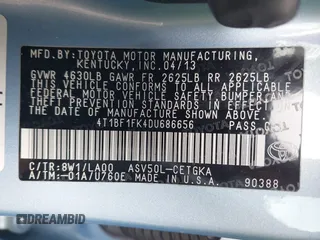 MFD. BY: TOYOTA MOTOR MANUFACTURING,
KENTUCKY, INC. 04/13
GVWR 4630LB GAWR FR 2625LB RR 2625LB
THIS VEHICLE CONFORMS TO ALL APPLICABLE
FEDERAL MOTOR VEHICLE SAFETY, BUMPER, AND
THEFT PREVENTION STANDARDS IN EFFECT ON
THE DATE OF MANUFACTURE SHOWN ABOVE.
4T1BF1FK4DU686656 PASS. CAR
C/TR: 8W1/LA00 ASV50L-CETGKA
A/TM: -01A/U760E MADE IN U.S.A.
90388
© DRIVEBID